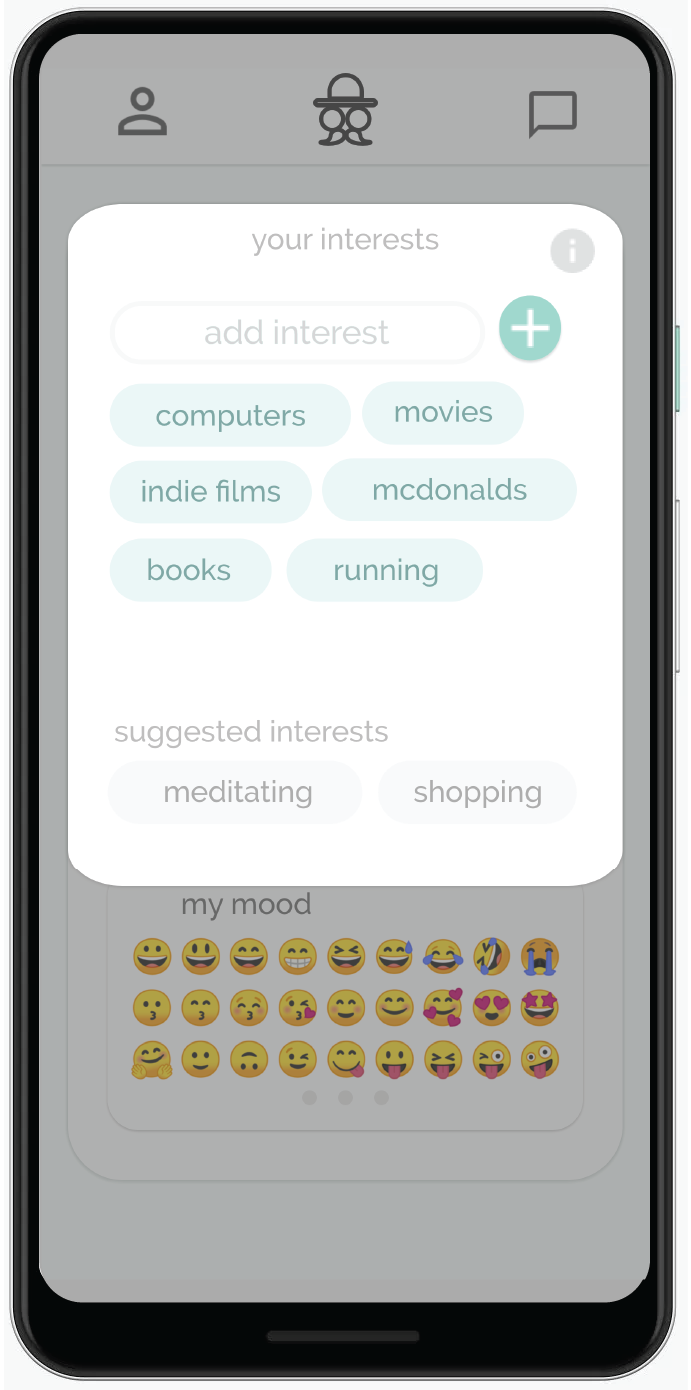 your interests
add interest
computers movies
indie films mcdonalds
books running
suggested interests
meditating shopping
my mood